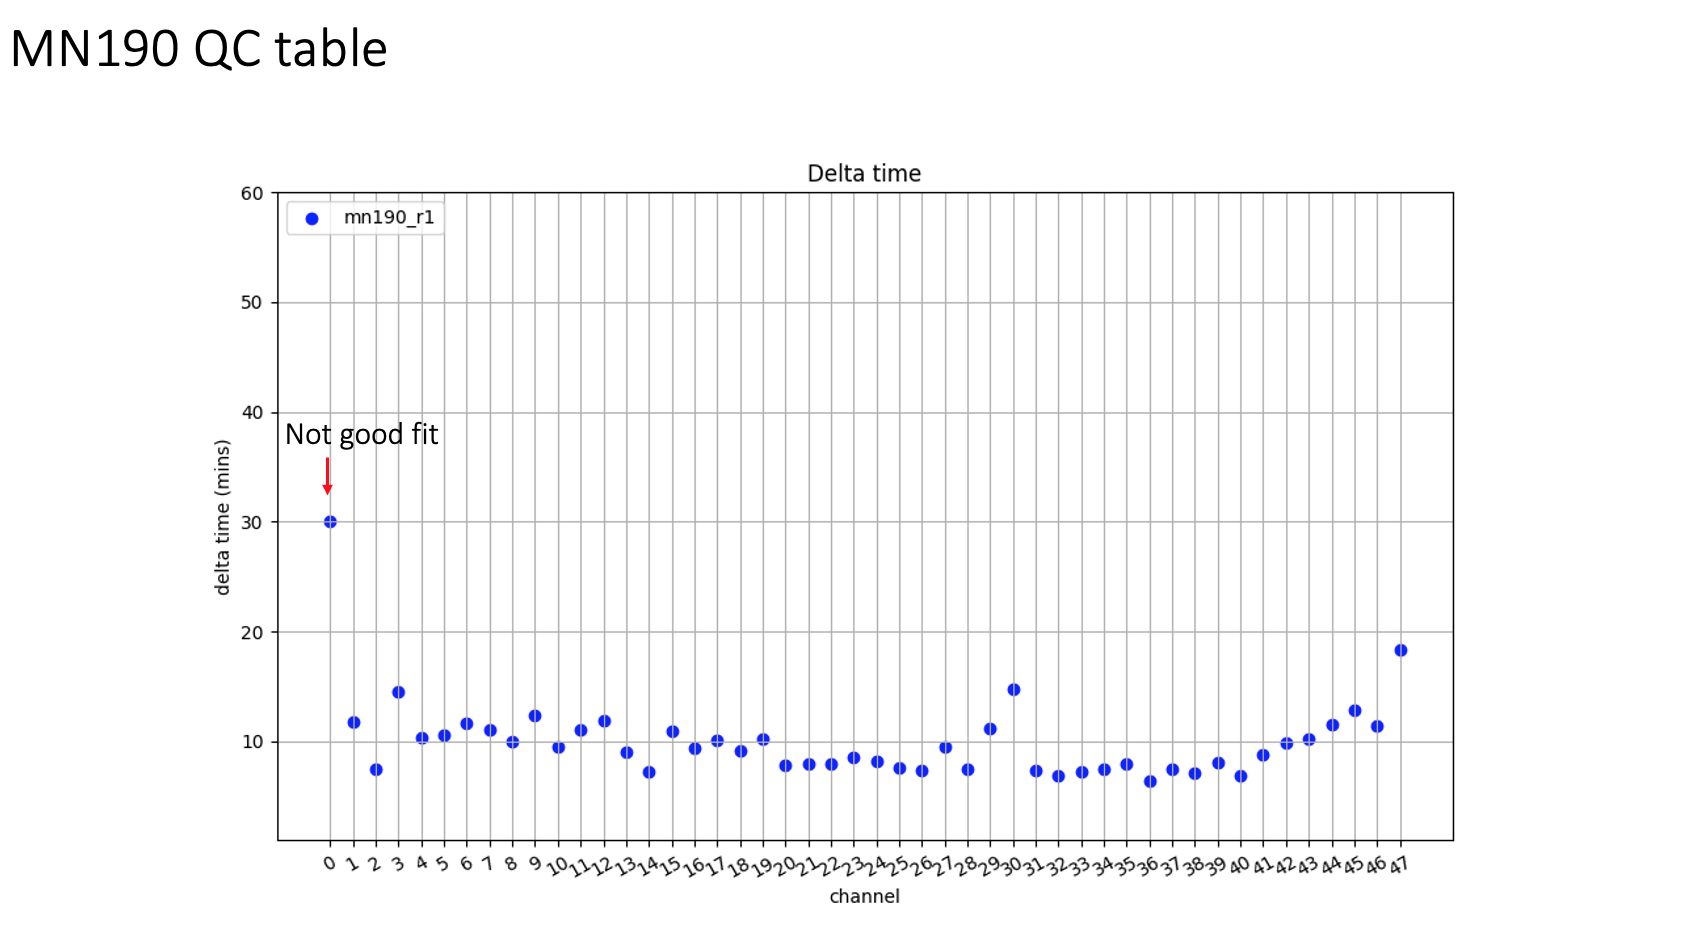 MN190 QC table
Delta time
60
mn190_r1
50
40
Not good fit
30
20
10
delta time (mins)
0 1 2 3 4 5 6 7 8 9 10 11 12 13 14 15 16 17 18 19 20 21 22 23 24 25 26 27 28 29 30 31 32 33 34 35 36 37 38 39 40 41 42 43 44 45 46 47
channel